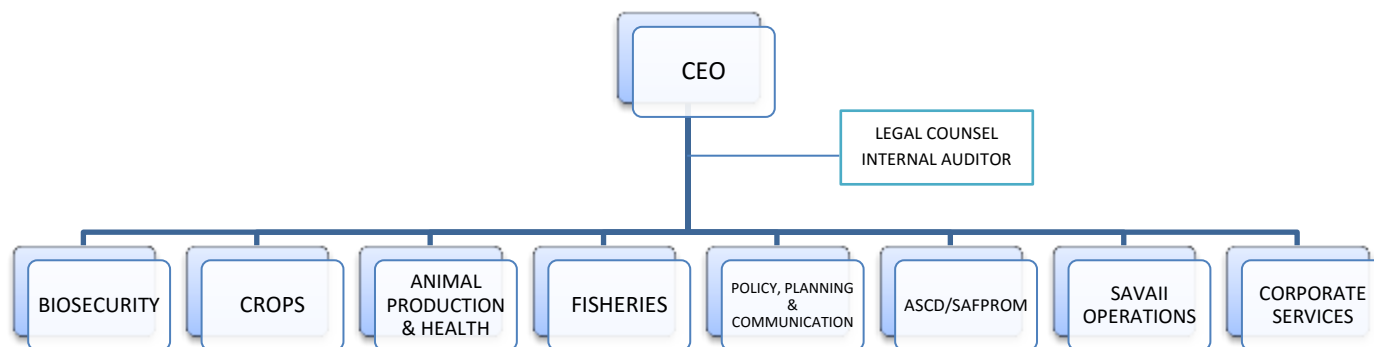 CEO
LEGAL COUNSEL
INTERNAL AUDITOR
BIOSECURITY
CROPS
ANIMAL
PRODUCTION
& HEALTH
FISHERIES
POLICY, PLANNING
&
COMMUNICATION
ASCD/SAFPROM
SAVAII
OPERATIONS
CORPORATE
SERVICES